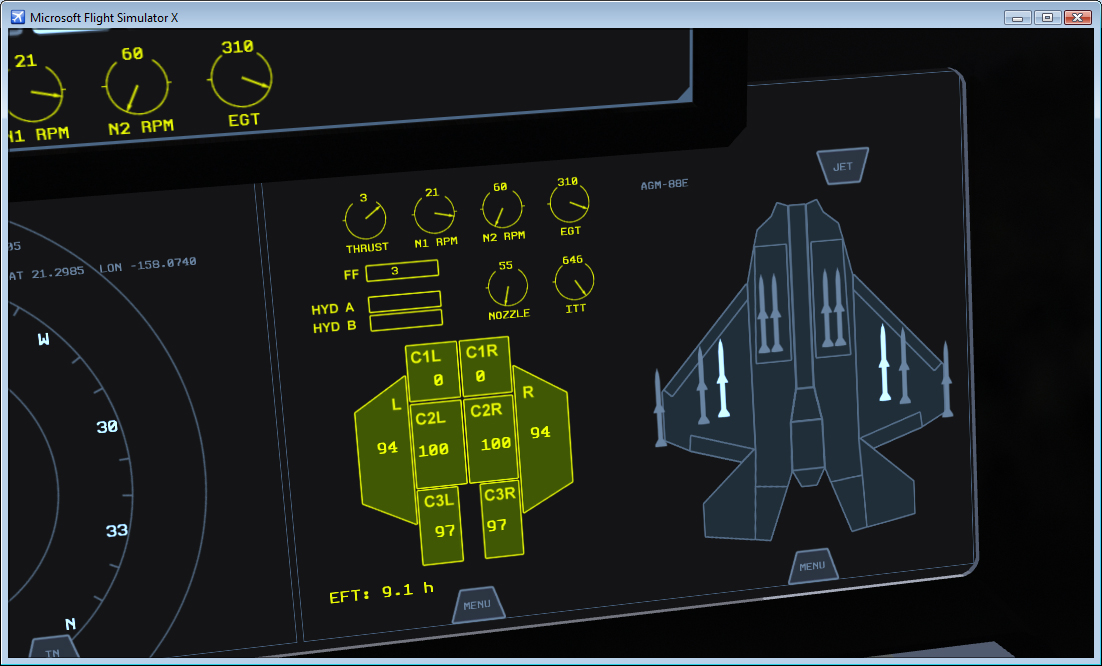 Microsoft Flight Simulator X
21
60
310
N1 RPM
N2 RPM
EGT
05
AT 21.2985 LON -158.0740
W
30
33
N
TN
3
21
60
310
THRUST
N1 RPM
N2 RPM
EGT
FF 3
HYD A
HYD B
55
646
NOZZLE
ITT
C1L
0
C1R
0
L
94
C2L
100
C2R
100
R
94
C3L
97
C3R
97
EFT: 9.1 h
MENU
AGM-88E
JET
MENU